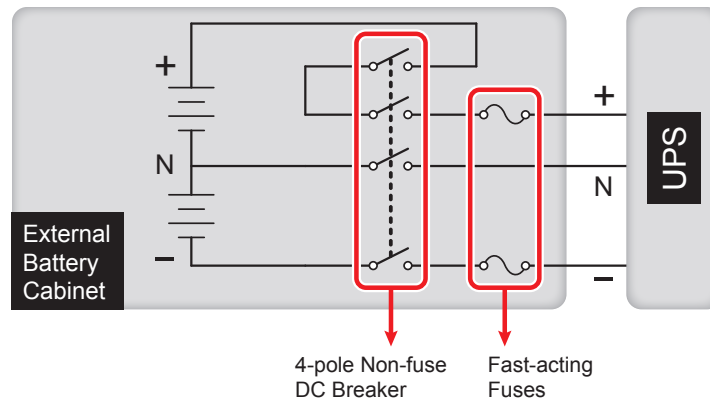 +
+
N
N
UPS
External
Battery
Cabinet
–
–
4-pole Non-fuse
DC Breaker
Fast-acting
Fuses